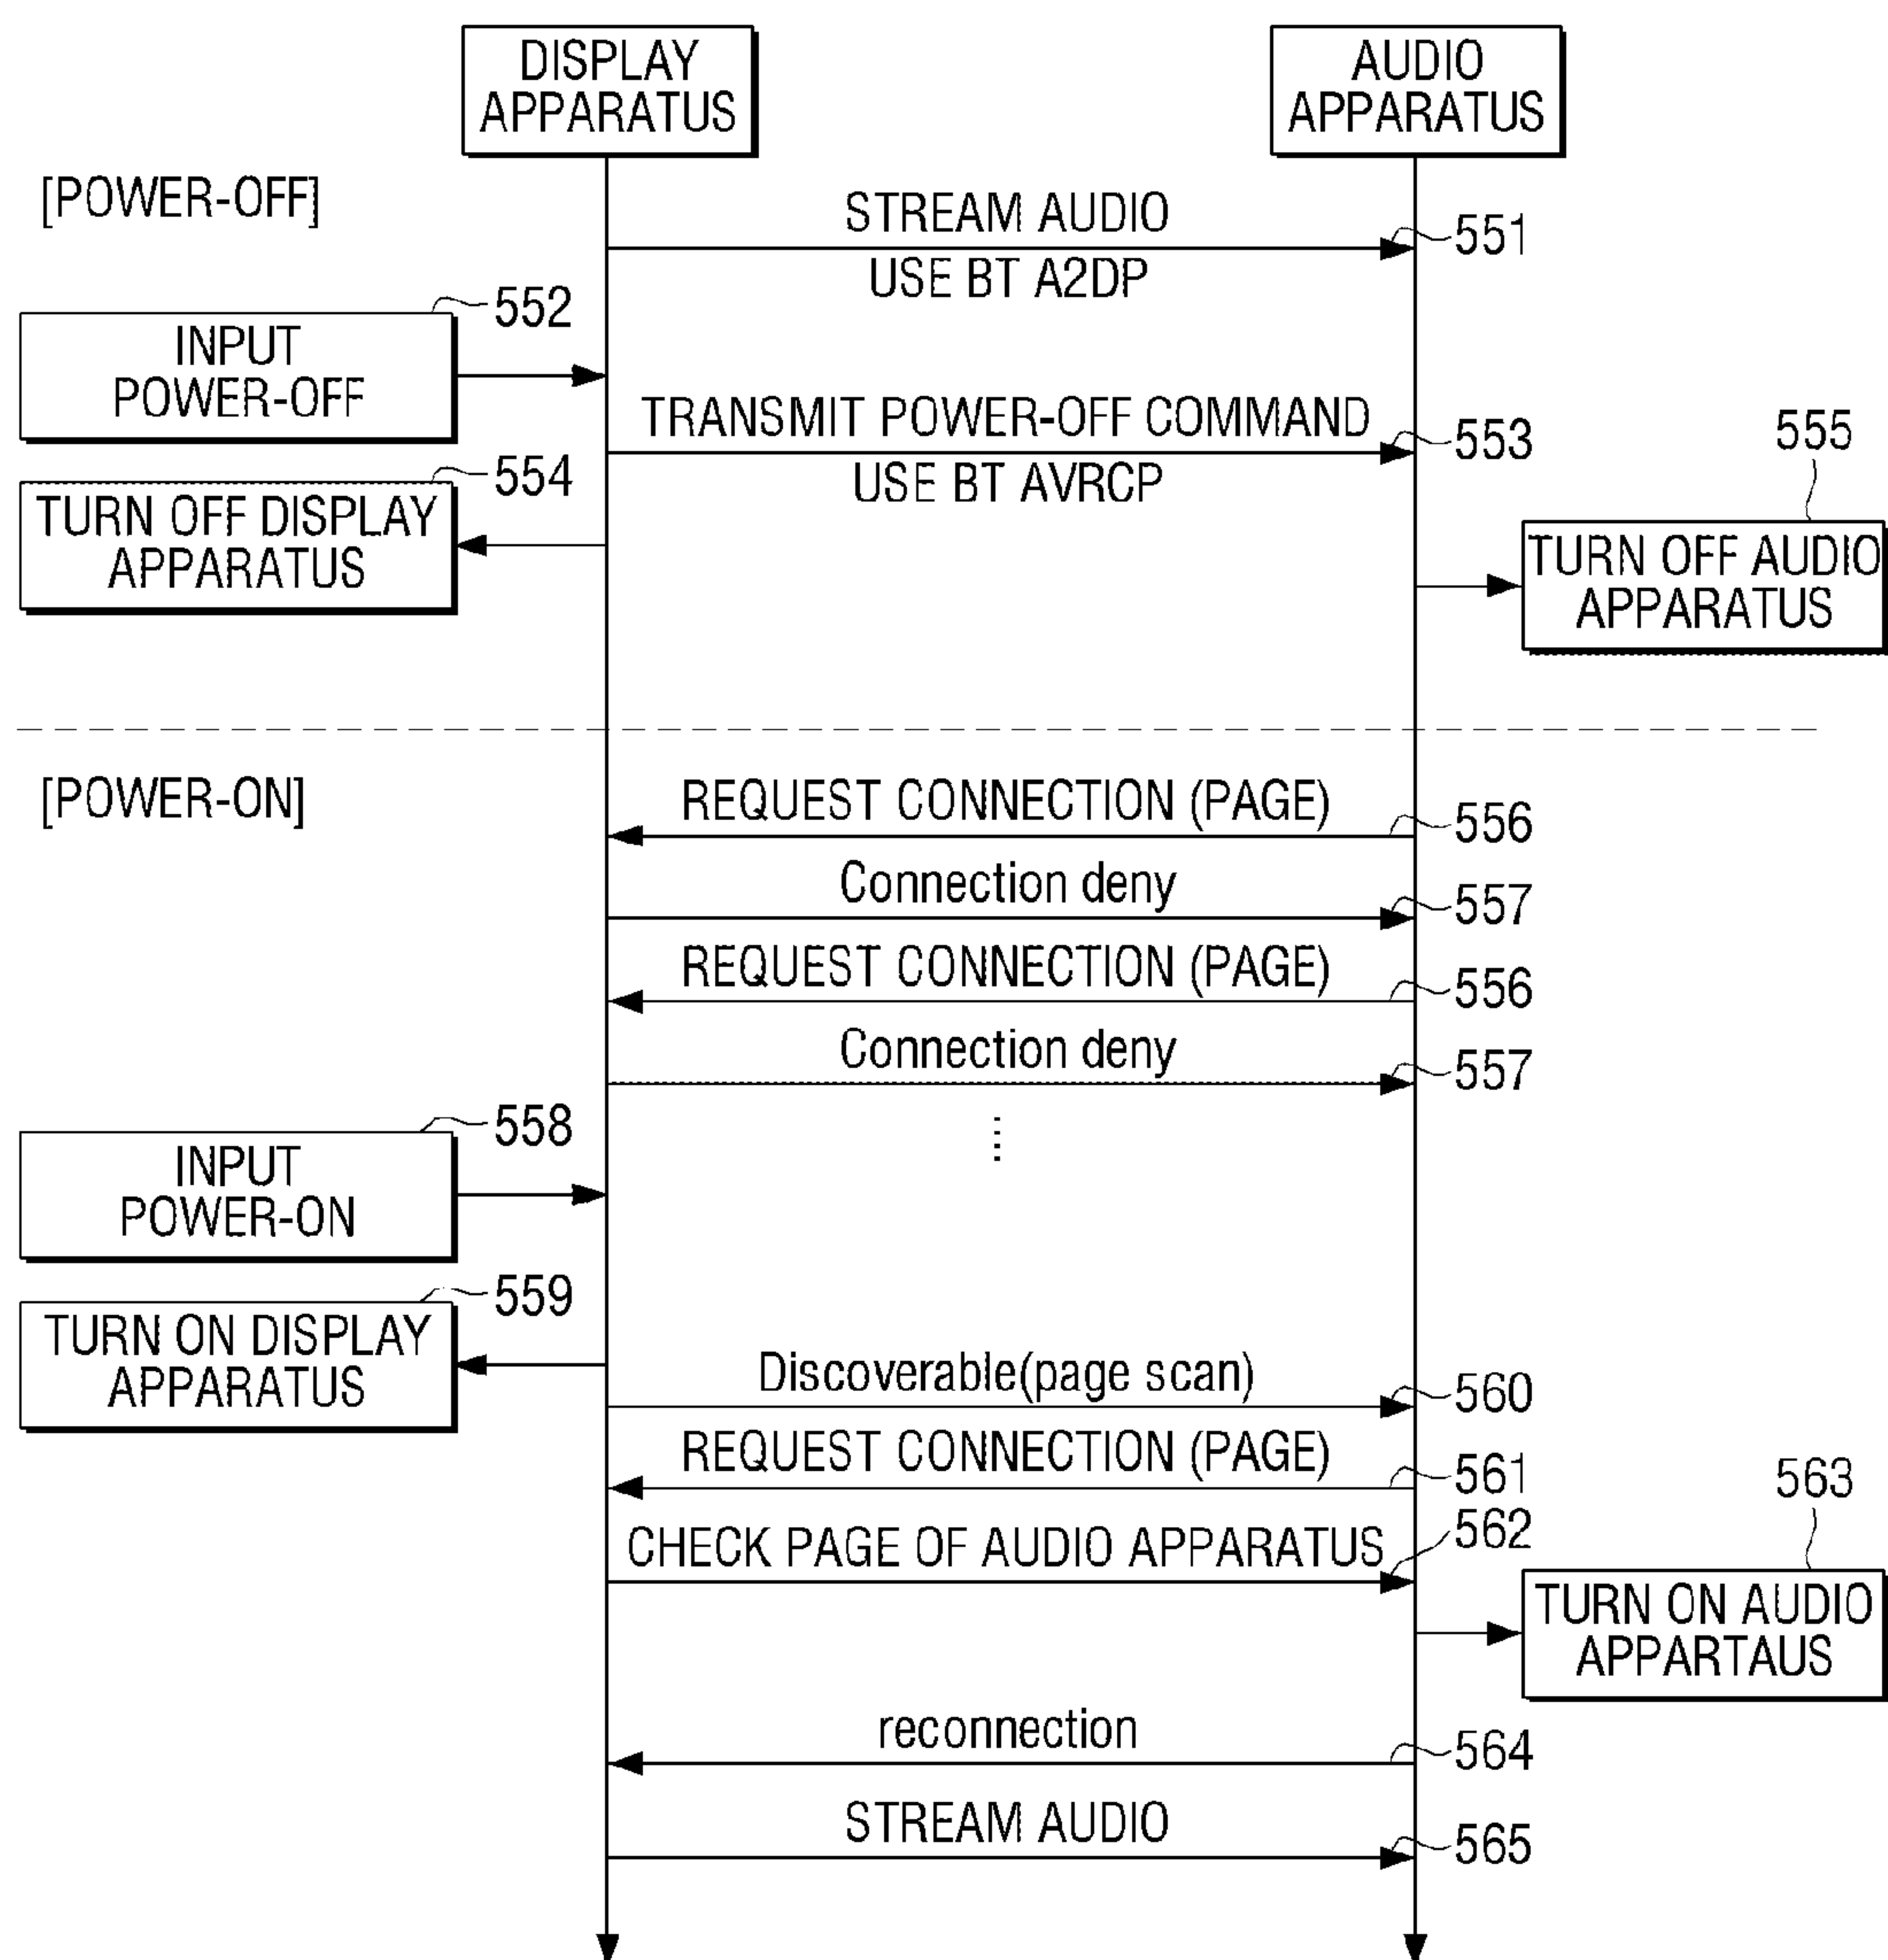 DISPLAY
APPARATUS
AUDIO
APPARATUS
[POWER-OFF]
STREAM AUDIO
551
USE BT A2DP
552
INPUT
POWER-OFF
TRANSMIT POWER-OFF COMMAND
553
USE BT AVRCP
554
TURN OFF DISPLAY
APPARATUS
555
TURN OFF AUDIO
APPARATUS
[POWER-ON]
REQUEST CONNECTION (PAGE)
556
Connection deny
557
REQUEST CONNECTION (PAGE)
556
Connection deny
557
558
INPUT
POWER-ON
559
TURN ON DISPLAY
APPARATUS
Discoverable(page scan)
560
REQUEST CONNECTION (PAGE)
561
CHECK PAGE OF AUDIO APPARATUS
562
563
TURN ON AUDIO
APPARTAUS
reconnection
564
STREAM AUDIO
565